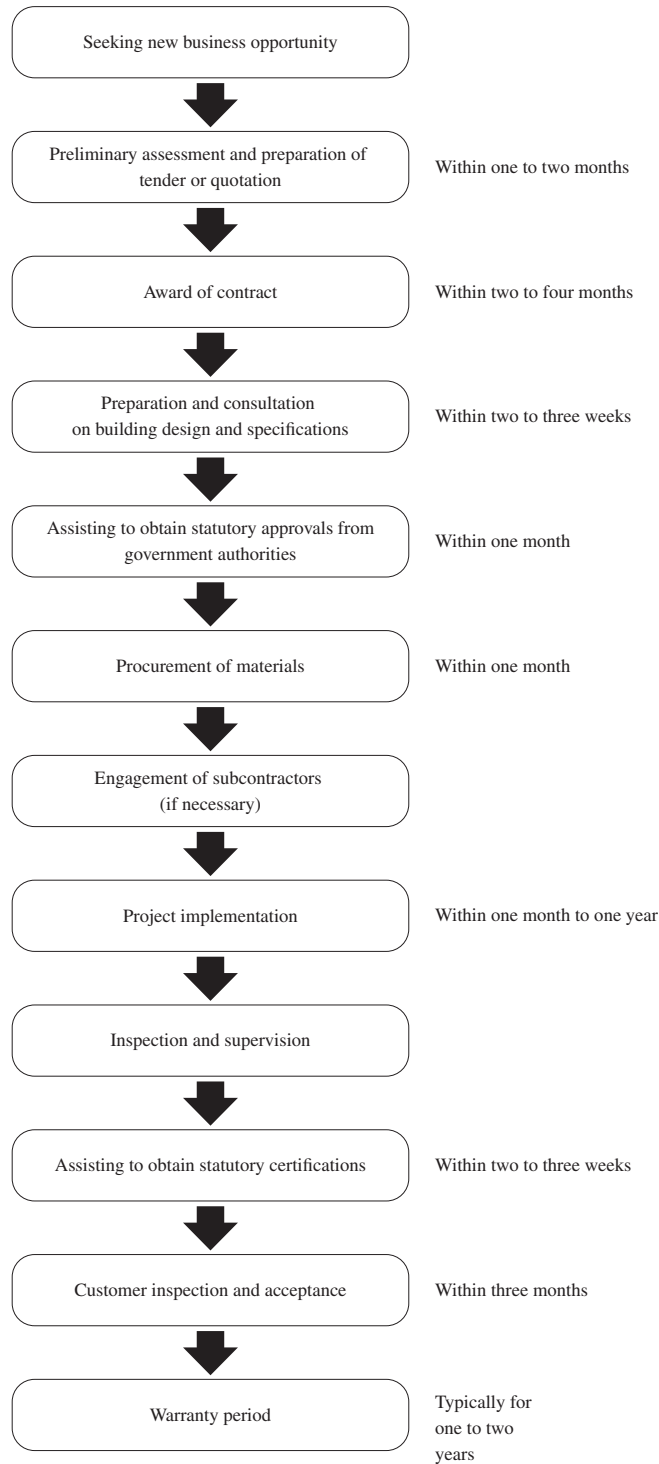 Seeking new business opportunity
Preliminary assessment and preparation of
tender or quotation
Within one to two months
Award of contract
Within two to four months
Preparation and consultation
on building design and specifications
Within two to three weeks
Assisting to obtain statutory approvals from
government authorities
Within one month
Procurement of materials
Within one month
Engagement of subcontractors
(if necessary)
Project implementation
Within one month to one year
Inspection and supervision
Assisting to obtain statutory certifications
Within two to three weeks
Customer inspection and acceptance
Within three months
Warranty period
Typically for
one to two
years